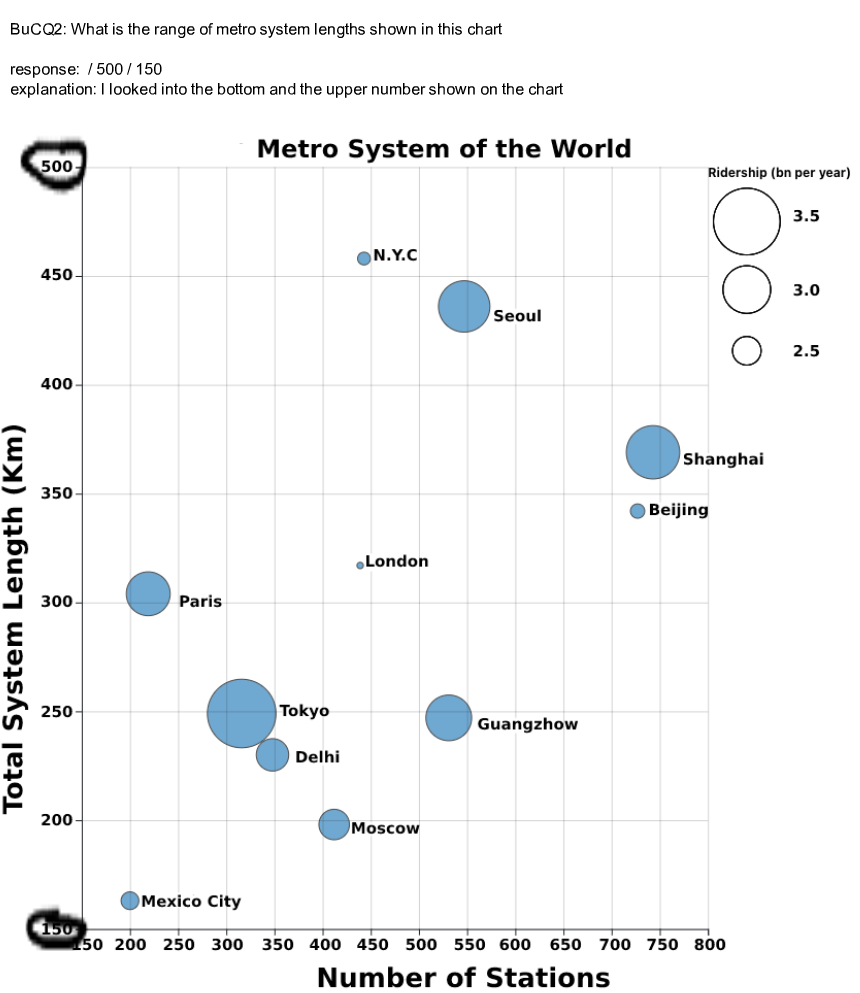 BuCQ2: What is the range of metro system lengths shown in this chart
response:  / 500 / 150
explanation: I looked into the bottom and the upper number shown on the chart
Metro System of the World
Ridership (bn per year)
3.5
3.0
2.5
Total System Length (Km)
500
450
400
350
300
250
200
150
N.Y.C
Seoul
Shanghai
Beijing
London
Paris
Tokyo
Guangzhow
Delhi
Moscow
Mexico City
150 200 250 300 350 400 450 500 550 600 650 700 750 800
Number of Stations